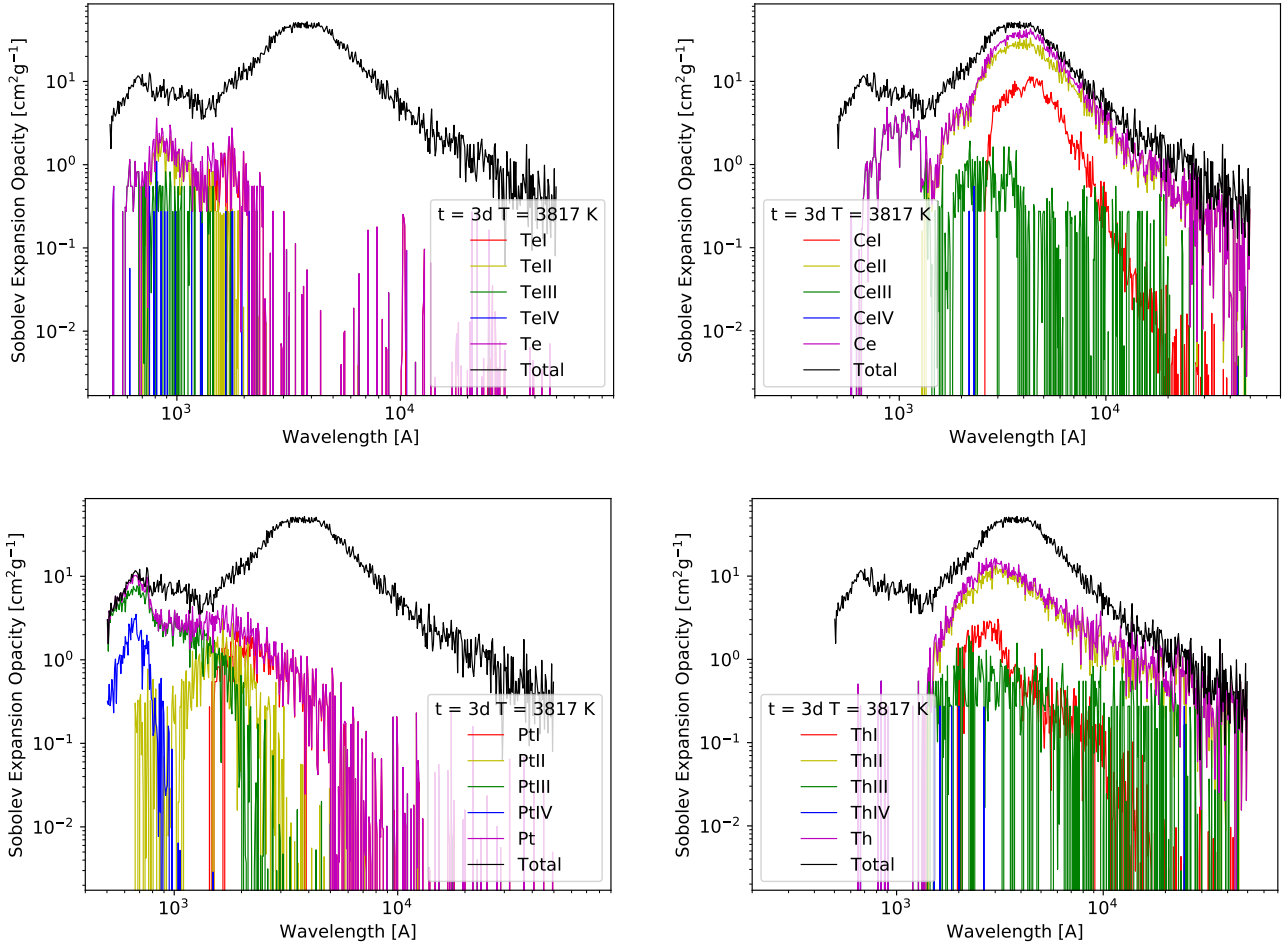 Sobolev Expansion Opacity [cm²g⁻¹]
10¹
10⁰
10⁻¹
10⁻²
t = 3d T = 3817 K
TeI
TeII
TeIII
TeIV
Te
Total
10³
10⁴
Wavelength [A]
Sobolev Expansion Opacity [cm²g⁻¹]
10¹
10⁰
10⁻¹
10⁻²
t = 3d T = 3817 K
CeI
CeII
CeIII
CeIV
Ce
Total
10³
10⁴
Wavelength [A]
Sobolev Expansion Opacity [cm²g⁻¹]
10¹
10⁰
10⁻¹
10⁻²
t = 3d T = 3817 K
PtI
PtII
PtIII
PtIV
Pt
Total
10³
10⁴
Wavelength [A]
Sobolev Expansion Opacity [cm²g⁻¹]
10¹
10⁰
10⁻¹
10⁻²
t = 3d T = 3817 K
ThI
ThII
ThIII
ThIV
Th
Total
10³
10⁴
Wavelength [A]